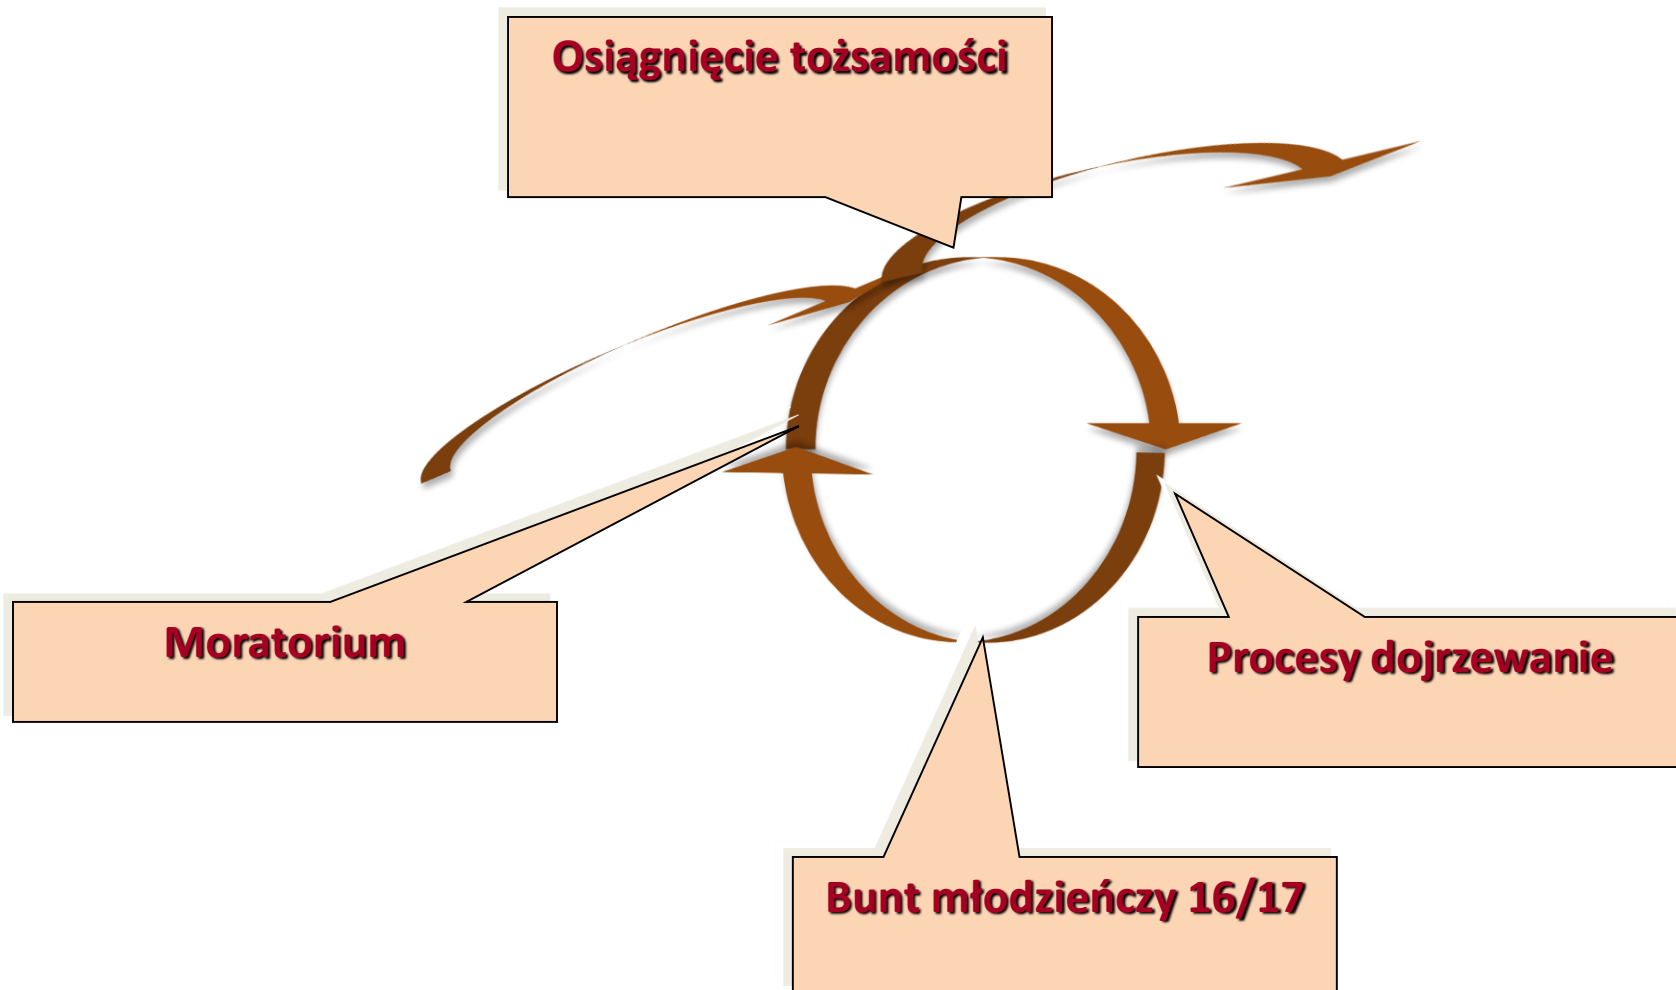 Osiągnięcie tożsamości
Moratorium
Procesy dojrzewanie
Bunt młodzieńczy 16/17